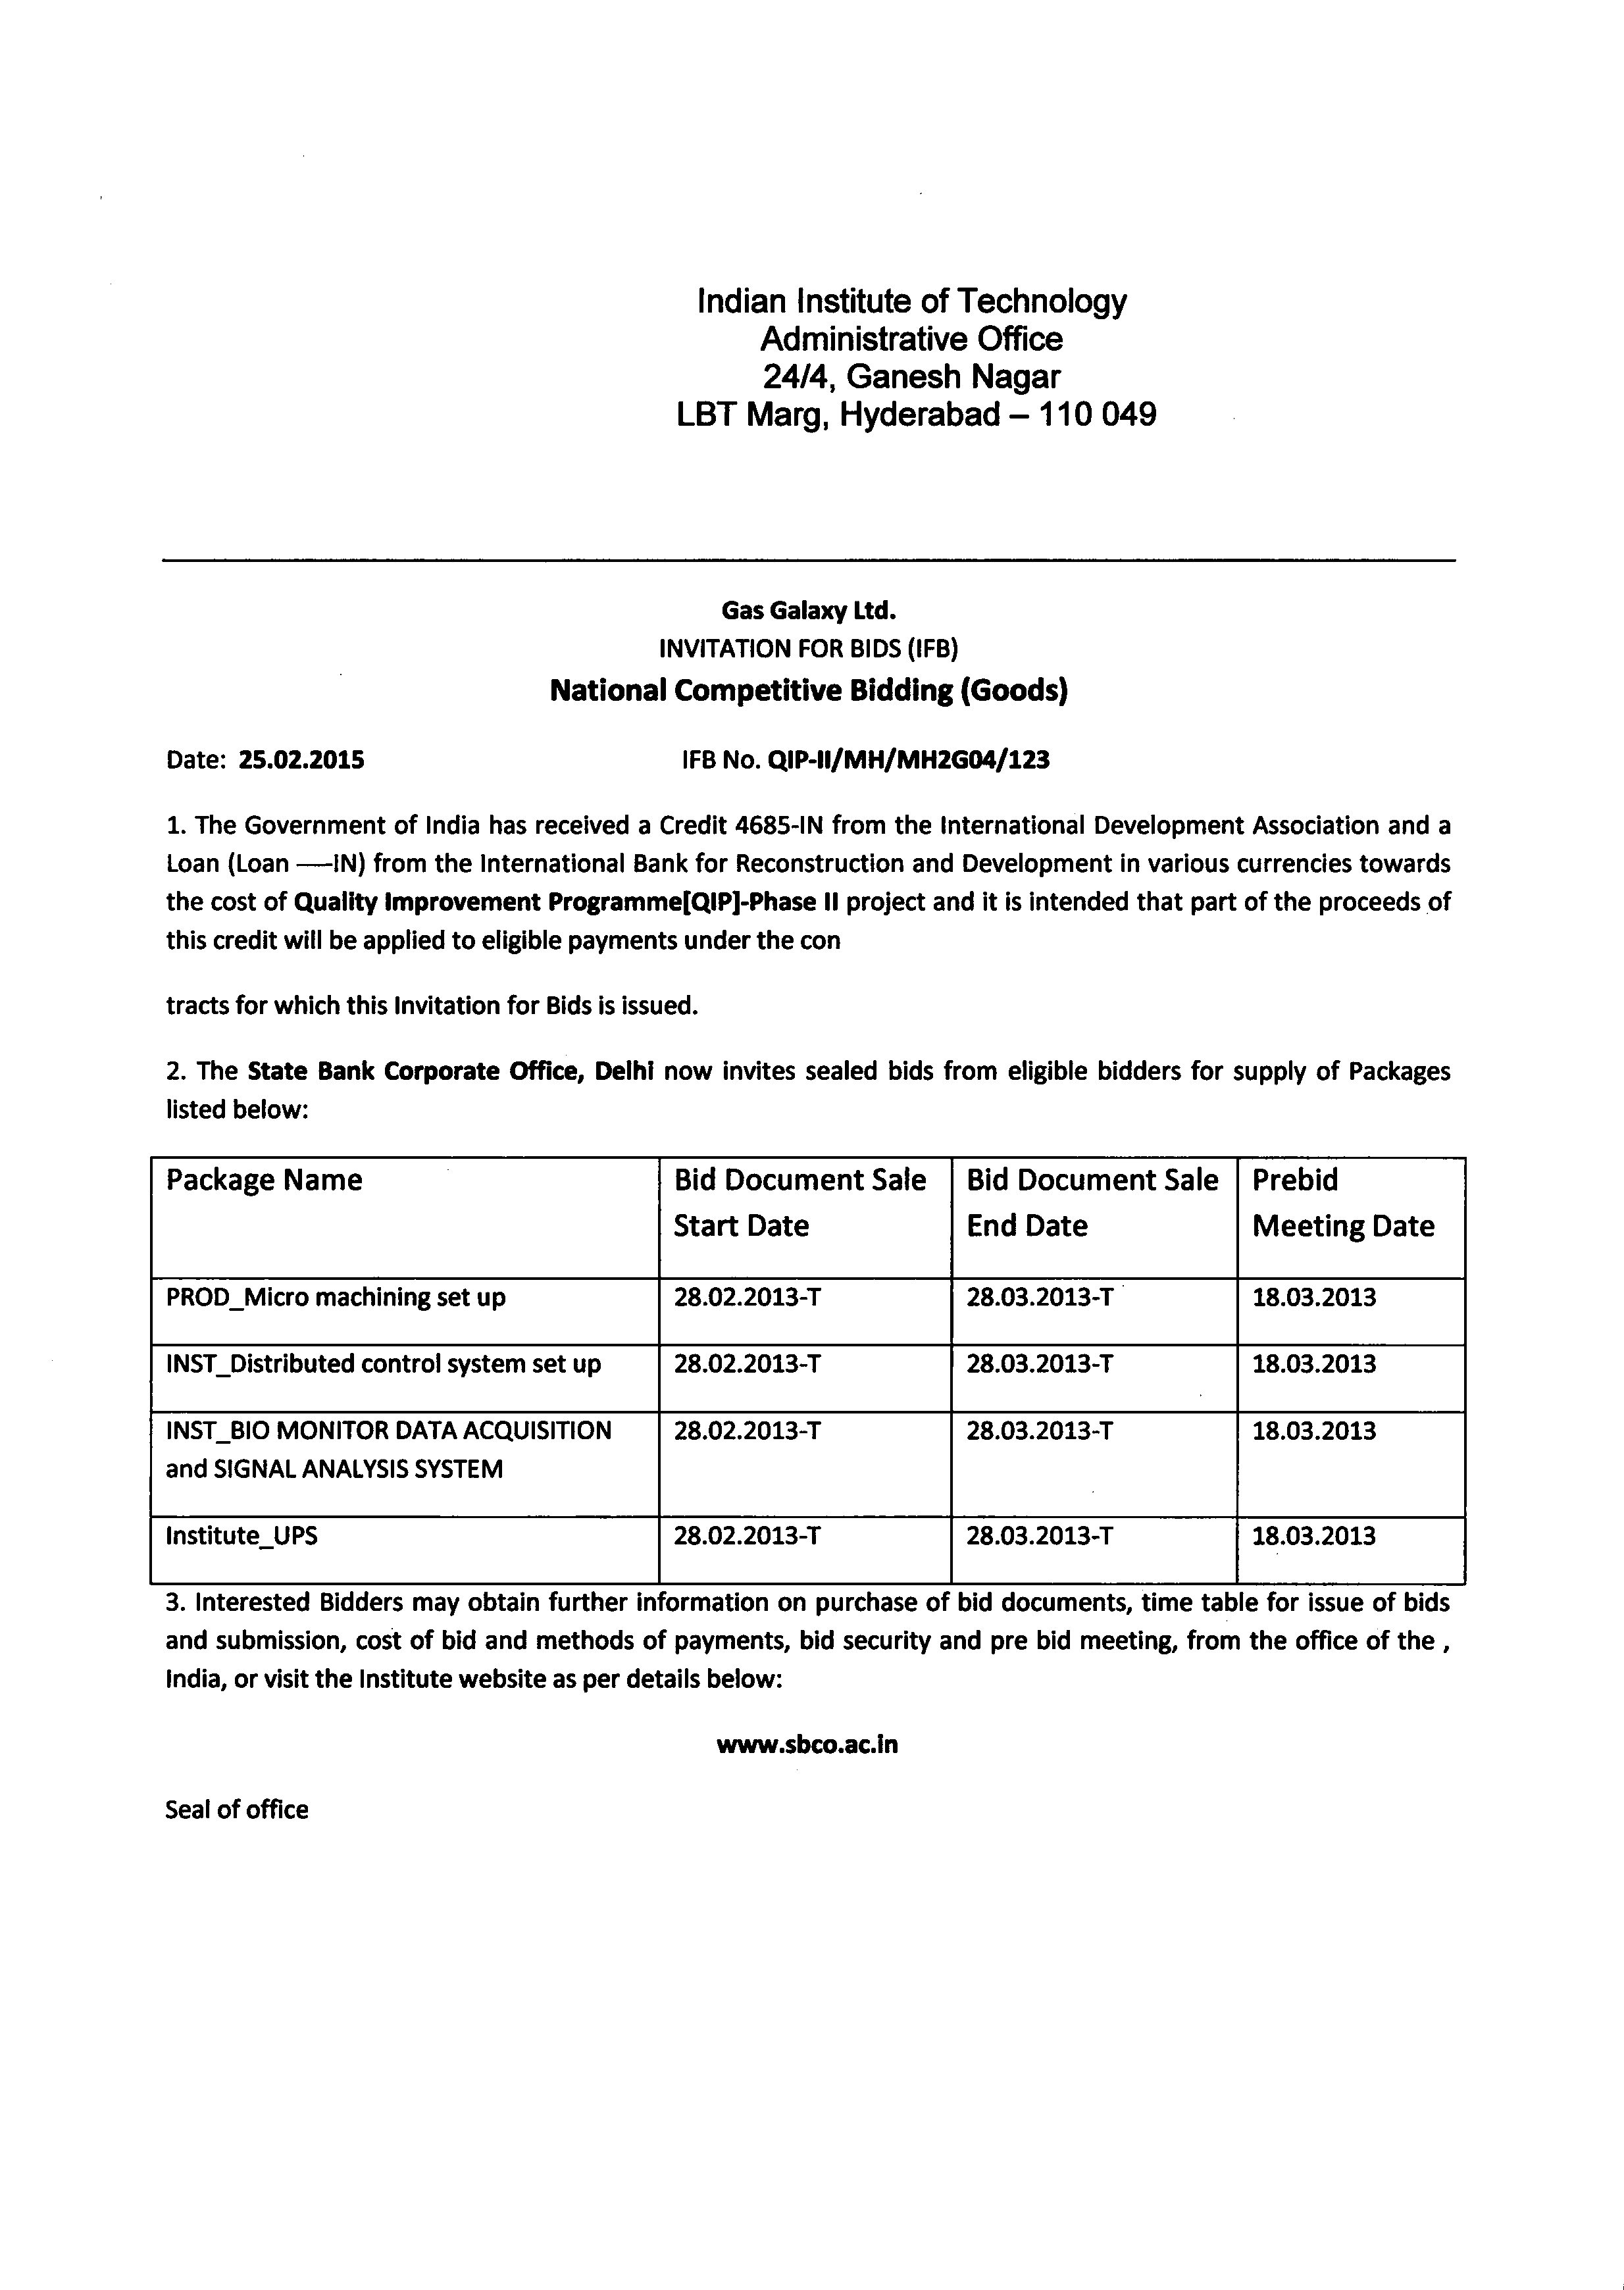 Indian Institute of Technology
Administrative Office
24/4, Ganesh Nagar
LBT Marg, Hyderabad – 110 049
Gas Galaxy Ltd.
INVITATION FOR BIDS (IFB)
National Competitive Bidding (Goods)
Date: 25.02.2015 IFB No. QIP-II/MH/MH2G04/123
1. The Government of India has received a Credit 4685-IN from the International Development Association and a
Loan (Loan –––IN) from the International Bank for Reconstruction and Development in various currencies towards
the cost of Quality Improvement Programme[QIP]-Phase II project and it is intended that part of the proceeds of
this credit will be applied to eligible payments under the con
tracts for which this Invitation for Bids is issued.
2. The State Bank Corporate Office, Delhi now invites sealed bids from eligible bidders for supply of Packages
listed below:
Package Name Bid Document Sale Bid Document Sale Prebid
Start Date End Date Meeting Date
PROD_Micro machining set up 28.02.2013-T 28.03.2013-T 18.03.2013
INST_Distributed control system set up 28.02.2013-T 28.03.2013-T 18.03.2013
INST_BIO MONITOR DATA ACQUISITION 28.02.2013-T 28.03.2013-T 18.03.2013
and SIGNAL ANALYSIS SYSTEM
Institute_UPS 28.02.2013-T 28.03.2013-T 18.03.2013
3. Interested Bidders may obtain further information on purchase of bid documents, time table for issue of bids
and submission, cost of bid and methods of payments, bid security and pre bid meeting, from the office of the ,
India, or visit the Institute website as per details below:
www.sbco.ac.in
Seal of office